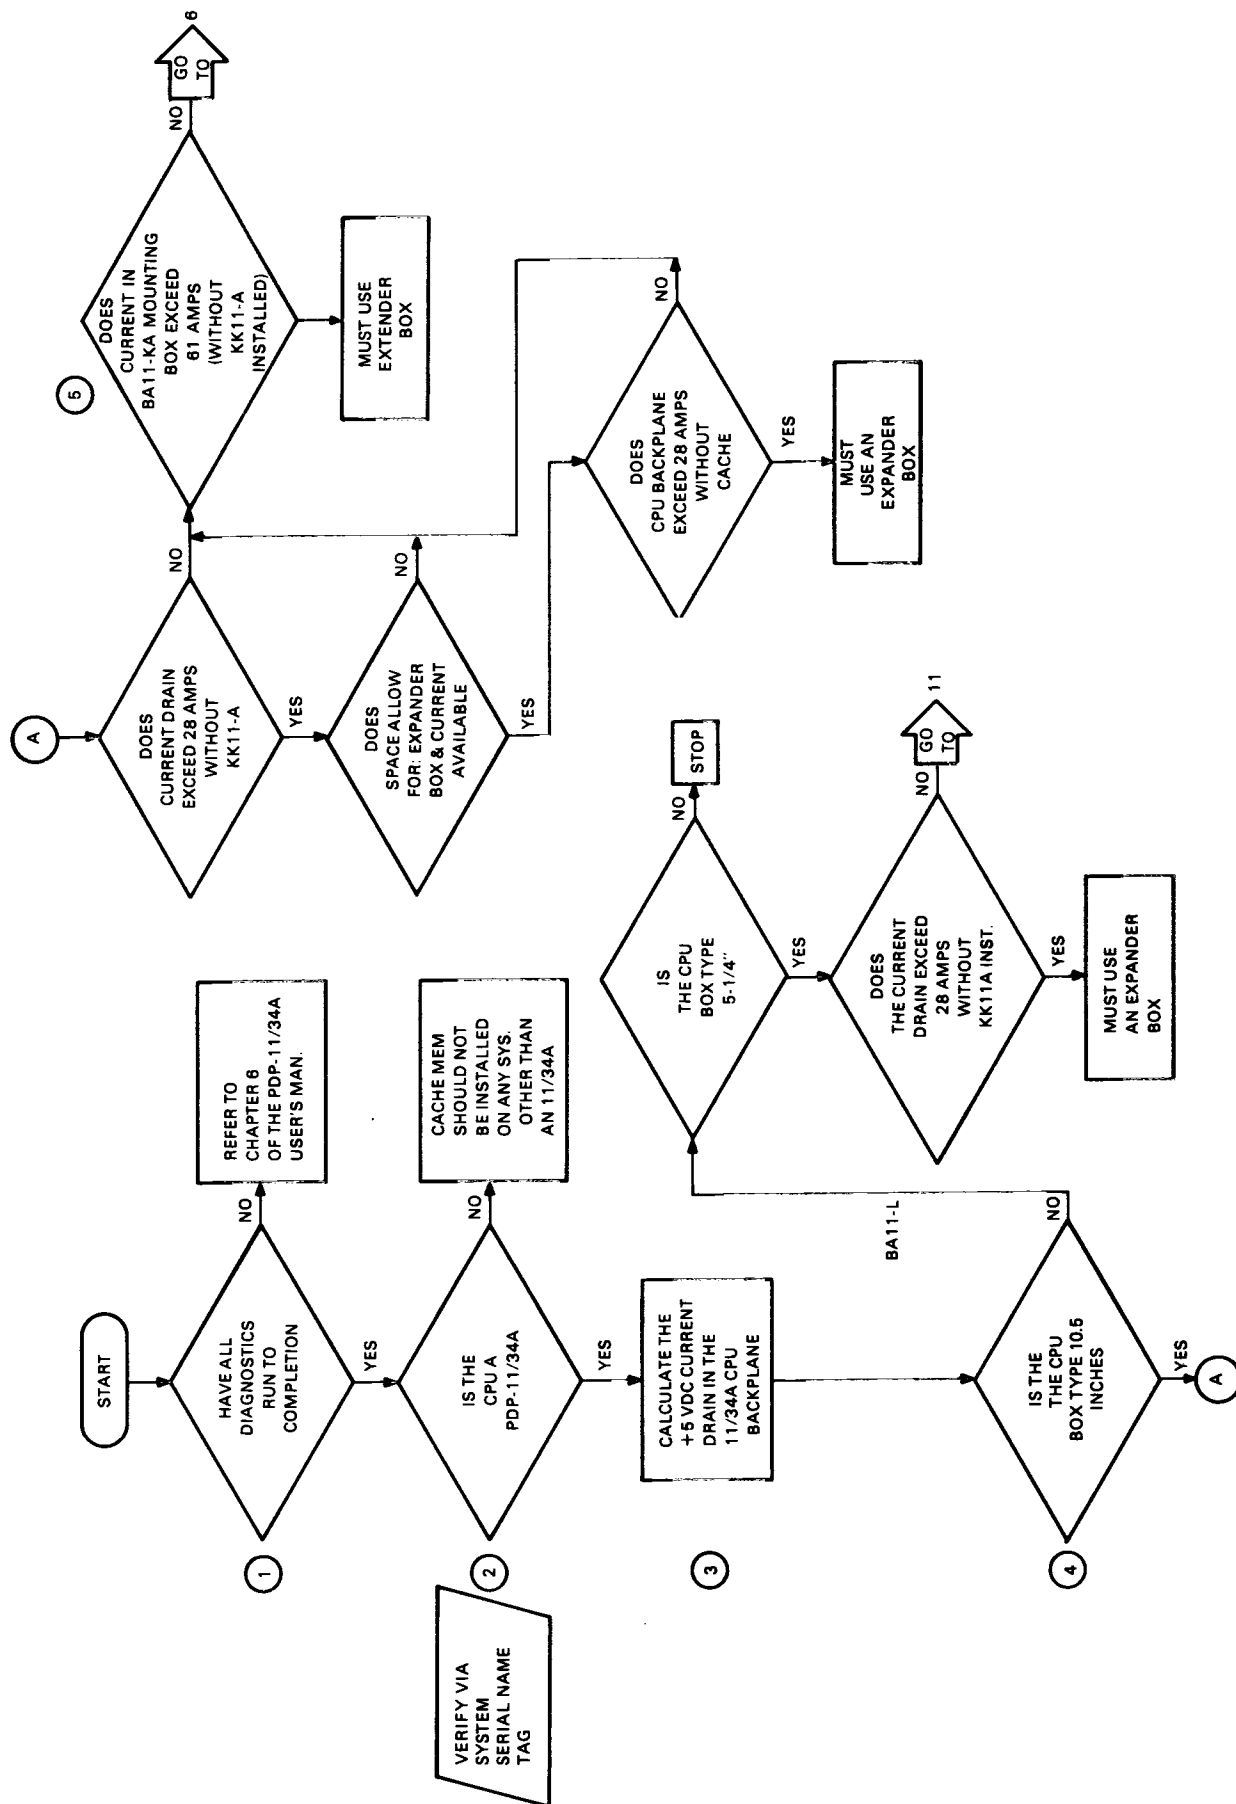 START
HAVE ALL
DIAGNOSTICS
RUN TO
COMPLETION
1
NO
REFER TO
CHAPTER 6
OF THE PDP-11/34A
USER'S MAN.
YES
VERIFY VIA
SYSTEM
SERIAL NAME
TAG
2
IS THE
CPU A
PDP-11/34A
NO
CACHE MEM
SHOULD NOT
BE INSTALLED
ON ANY SYS.
OTHER THAN
AN 11/34A
YES
3
CALCULATE THE
+5 VDC CURRENT
DRAIN IN THE
11/34A CPU
BACKPLANE
4
IS THE
THE CPU
BOX TYPE 10.5
INCHES
NO
BA11-L
YES
A
IS
THE CPU
BOX TYPE
5-1/4"
NO
STOP
YES
DOES
THE CURRENT
DRAIN EXCEED
28 AMPS
WITHOUT
KK11A INST.
NO
GO
TO
11
YES
MUST USE
AN EXPANDER
BOX
A
DOES
CURRENT DRAIN
EXCEED 28 AMPS
WITHOUT
KK11-A
NO
YES
DOES
SPACE ALLOW
FOR: EXPANDER
BOX & CURRENT
AVAILABLE
NO
YES
5
DOES
CURRENT IN
BA11-KA MOUNTING
BOX EXCEED
61 AMPS
(WITHOUT
KK11-A
INSTALLED)
NO
GO
TO
6
MUST USE
EXTENDER
BOX
DOES
CPU BACKPLANE
EXCEED 28 AMPS
WITHOUT
CACHE
NO
YES
MUST
USE AN
EXPANDER
BOX